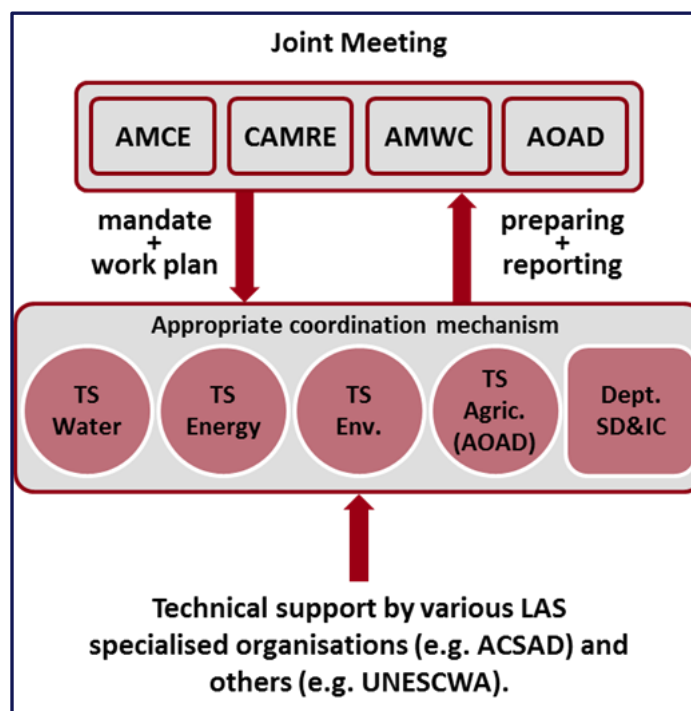 Joint Meeting
AMCE
CAMRE
AMWC
AOAD
mandate
+
work plan
preparing
+
reporting
Appropriate coordination mechanism
TS
Water
TS
Energy
TS
Env.
TS
Agric.
(AOAD)
Dept.
SD&IC
Technical support by various LAS
specialised organisations (e.g. ACSAD) and
others (e.g. UNESCWA).